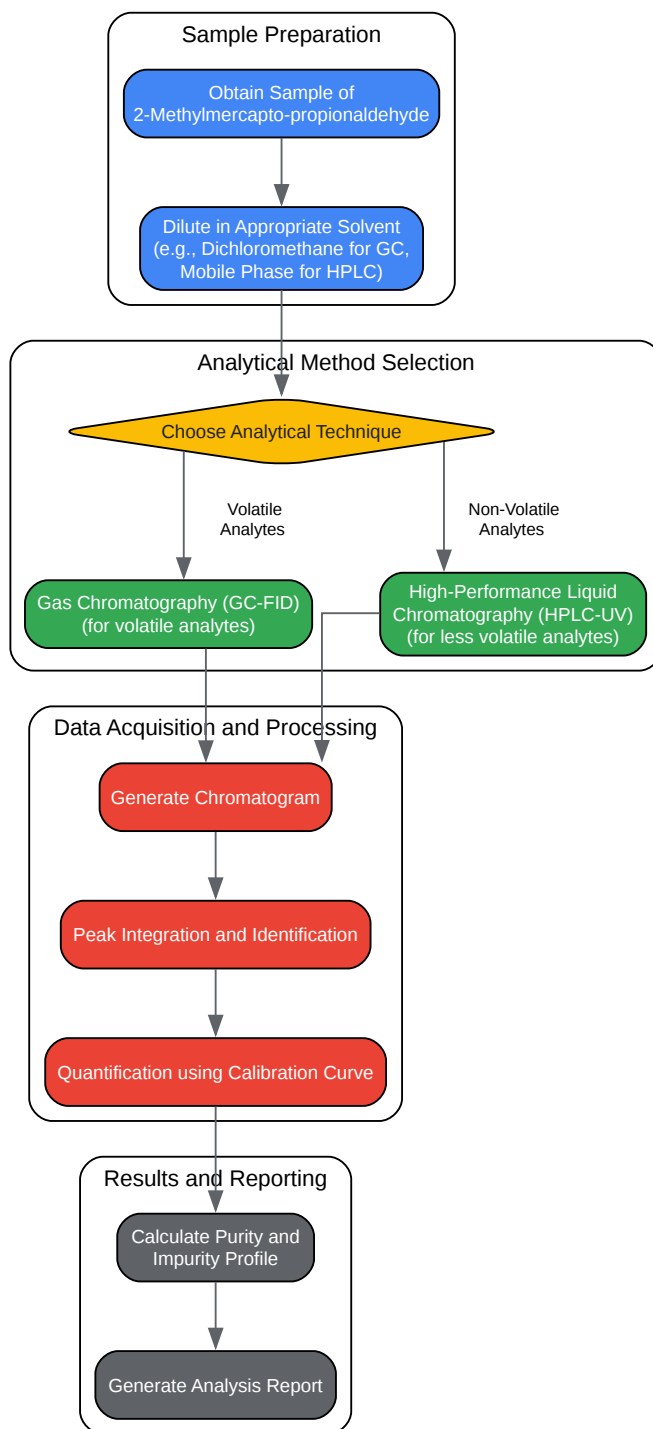 Sample Preparation
Obtain Sample of
2-Methylmercapto-propionaldehyde
Dilute in Appropriate Solvent
(e.g., Dichloromethane for GC,
Mobile Phase for HPLC)
Analytical Method Selection
Choose Analytical Technique
Volatile
Analytes
Non-Volatile
Analytes
Gas Chromatography (GC-FID)
(for volatile analytes)
High-Performance Liquid
Chromatography (HPLC-UV)
(for less volatile analytes)
Data Acquisition and Processing
Generate Chromatogram
Peak Integration and Identification
Quantification using Calibration Curve
Results and Reporting
Calculate Purity and
Impurity Profile
Generate Analysis Report